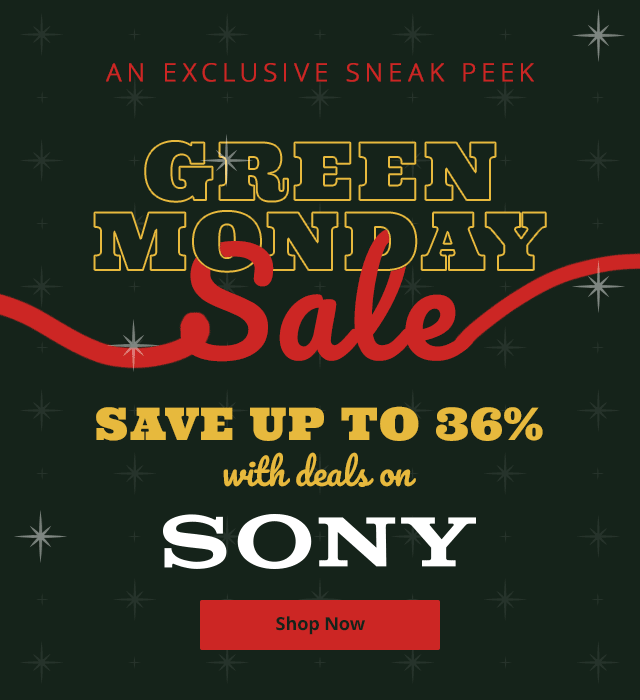 AN EXCLUSIVE SNEAK PEEK
GREEN
MONDAY
Sale
SAVE UP TO 36%
with deals on
SONY
Shop Now